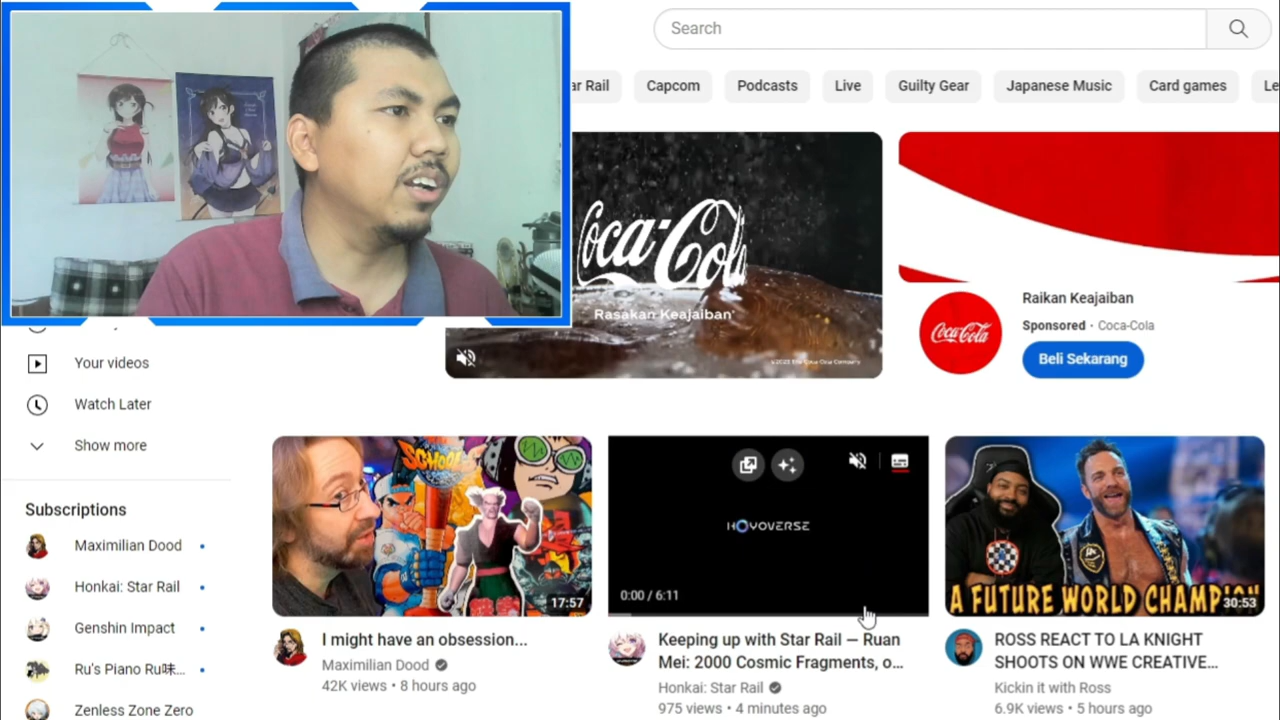 Search
ar Rail
Capcom
Podcasts
Live
Guilty Gear
Japanese Music
Card games
Le
Coca-Cola
Rasakan Keajaiban
Raikan Keajaiban
Coca-Cola
Sponsored · Coca-Cola
Beli Sekarang
Your videos
Watch Later
Show more
Subscriptions
Maximilian Dood
Honkai: Star Rail
Genshin Impact
Ru's Piano Ru味...
Zenless Zone Zero
SCHOOL
17:57
I might have an obsession...
Maximilian Dood
42K views • 8 hours ago
HOYOVERSE
0:00 / 6:11
Keeping up with Star Rail — Ruan
Mei: 2000 Cosmic Fragments, o...
Honkai: Star Rail
975 views • 4 minutes ago
A FUTURE WORLD CHAMPION
30:53
ROSS REACT TO LA KNIGHT
SHOOTS ON WWE CREATIVE...
Kickin it with Ross
6.9K views • 5 hours ago